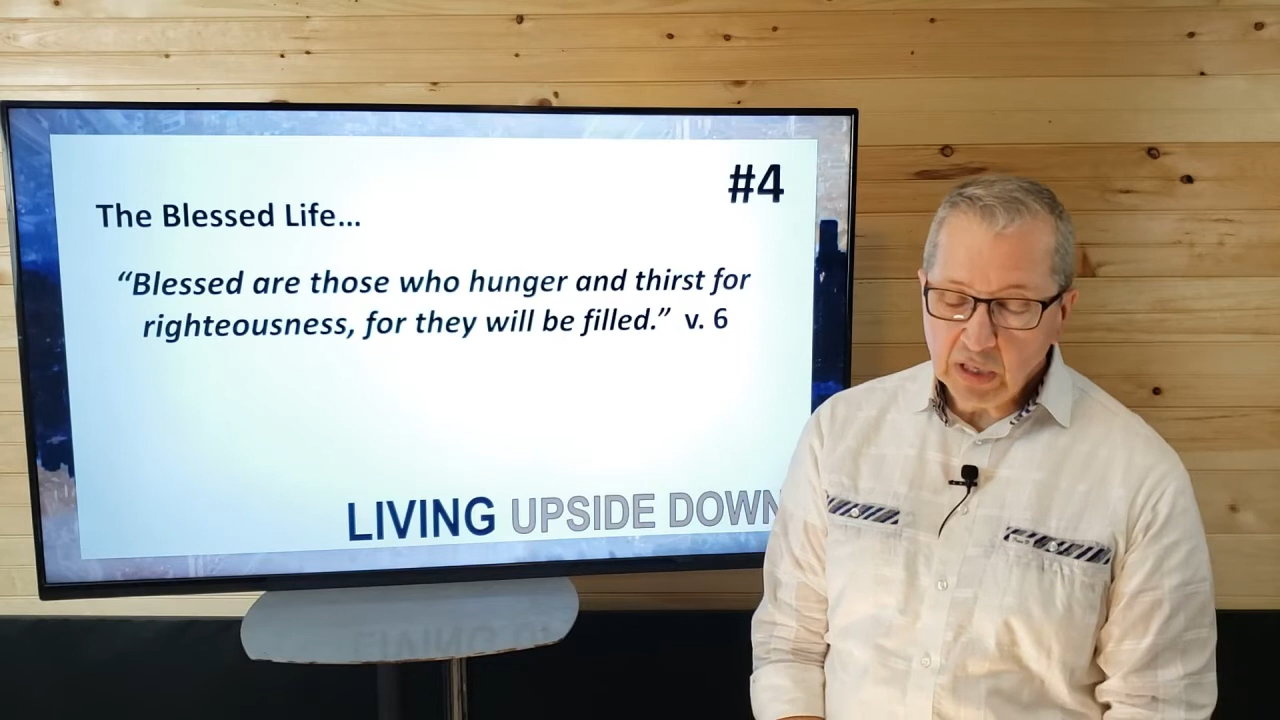 #4
The Blessed Life...
“Blessed are those who hunger and thirst for
righteousness, for they will be filled.” v. 6
LIVING UPSIDE DOWN